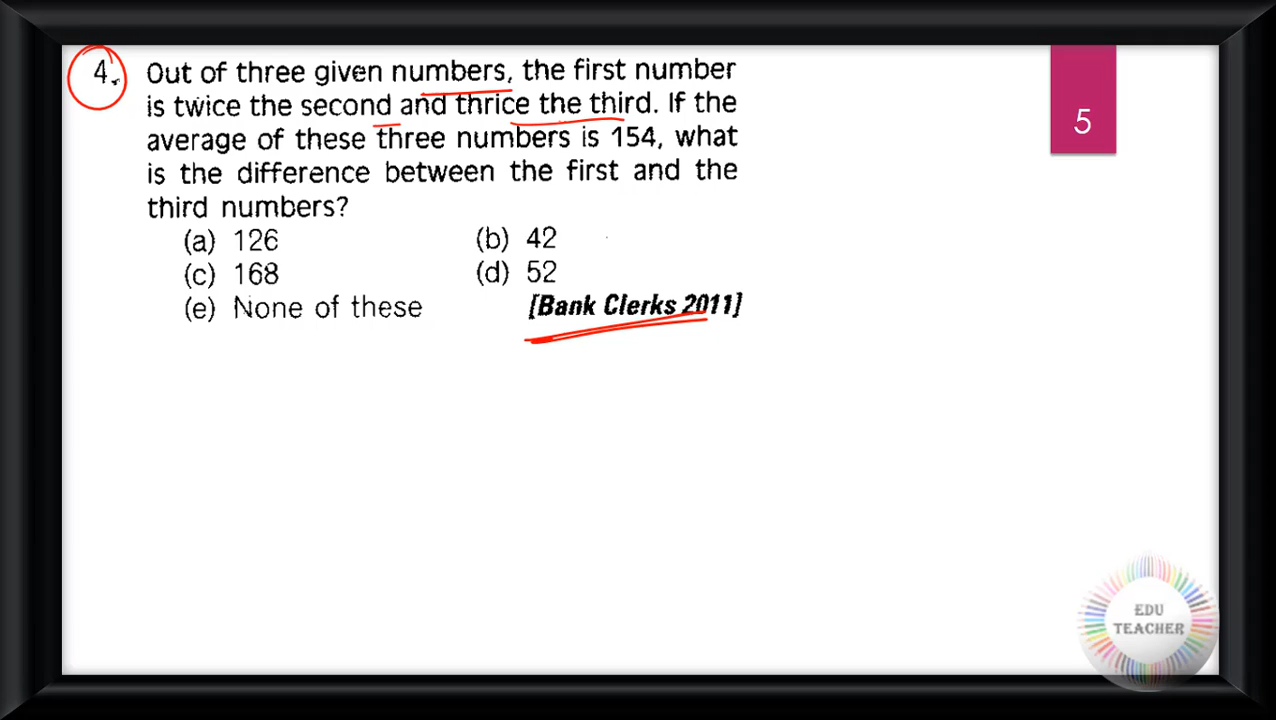 5
4. Out of three given numbers, the first number
is twice the second and thrice the third. If the
average of these three numbers is 154, what
is the difference between the first and the
third numbers?
(a) 126 (b) 42
(c) 168 (d) 52
(e) None of these [Bank Clerks 2011]
EDU
TEACHER